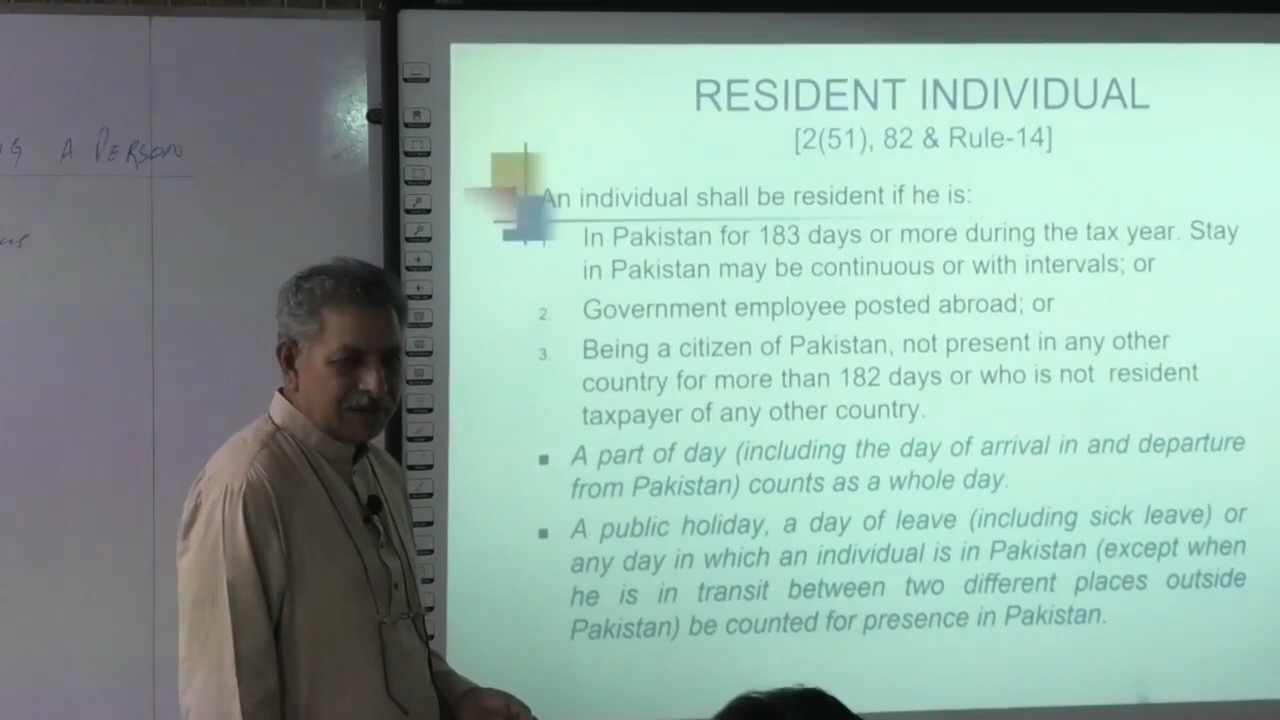 A PERSON
RESIDENT INDIVIDUAL
[2(51), 82 & Rule-14]
An individual shall be resident if he is:
In Pakistan for 183 days or more during the tax year. Stay
in Pakistan may be continuous or with intervals; or
2. Government employee posted abroad; or
3. Being a citizen of Pakistan, not present in any other
country for more than 182 days or who is not resident
taxpayer of any other country.
▪ A part of day (including the day of arrival in and departure
from Pakistan) counts as a whole day.
▪ A public holiday, a day of leave (including sick leave) or
any day in which an individual is in Pakistan (except when
he is in transit between two different places outside
Pakistan) be counted for presence in Pakistan.